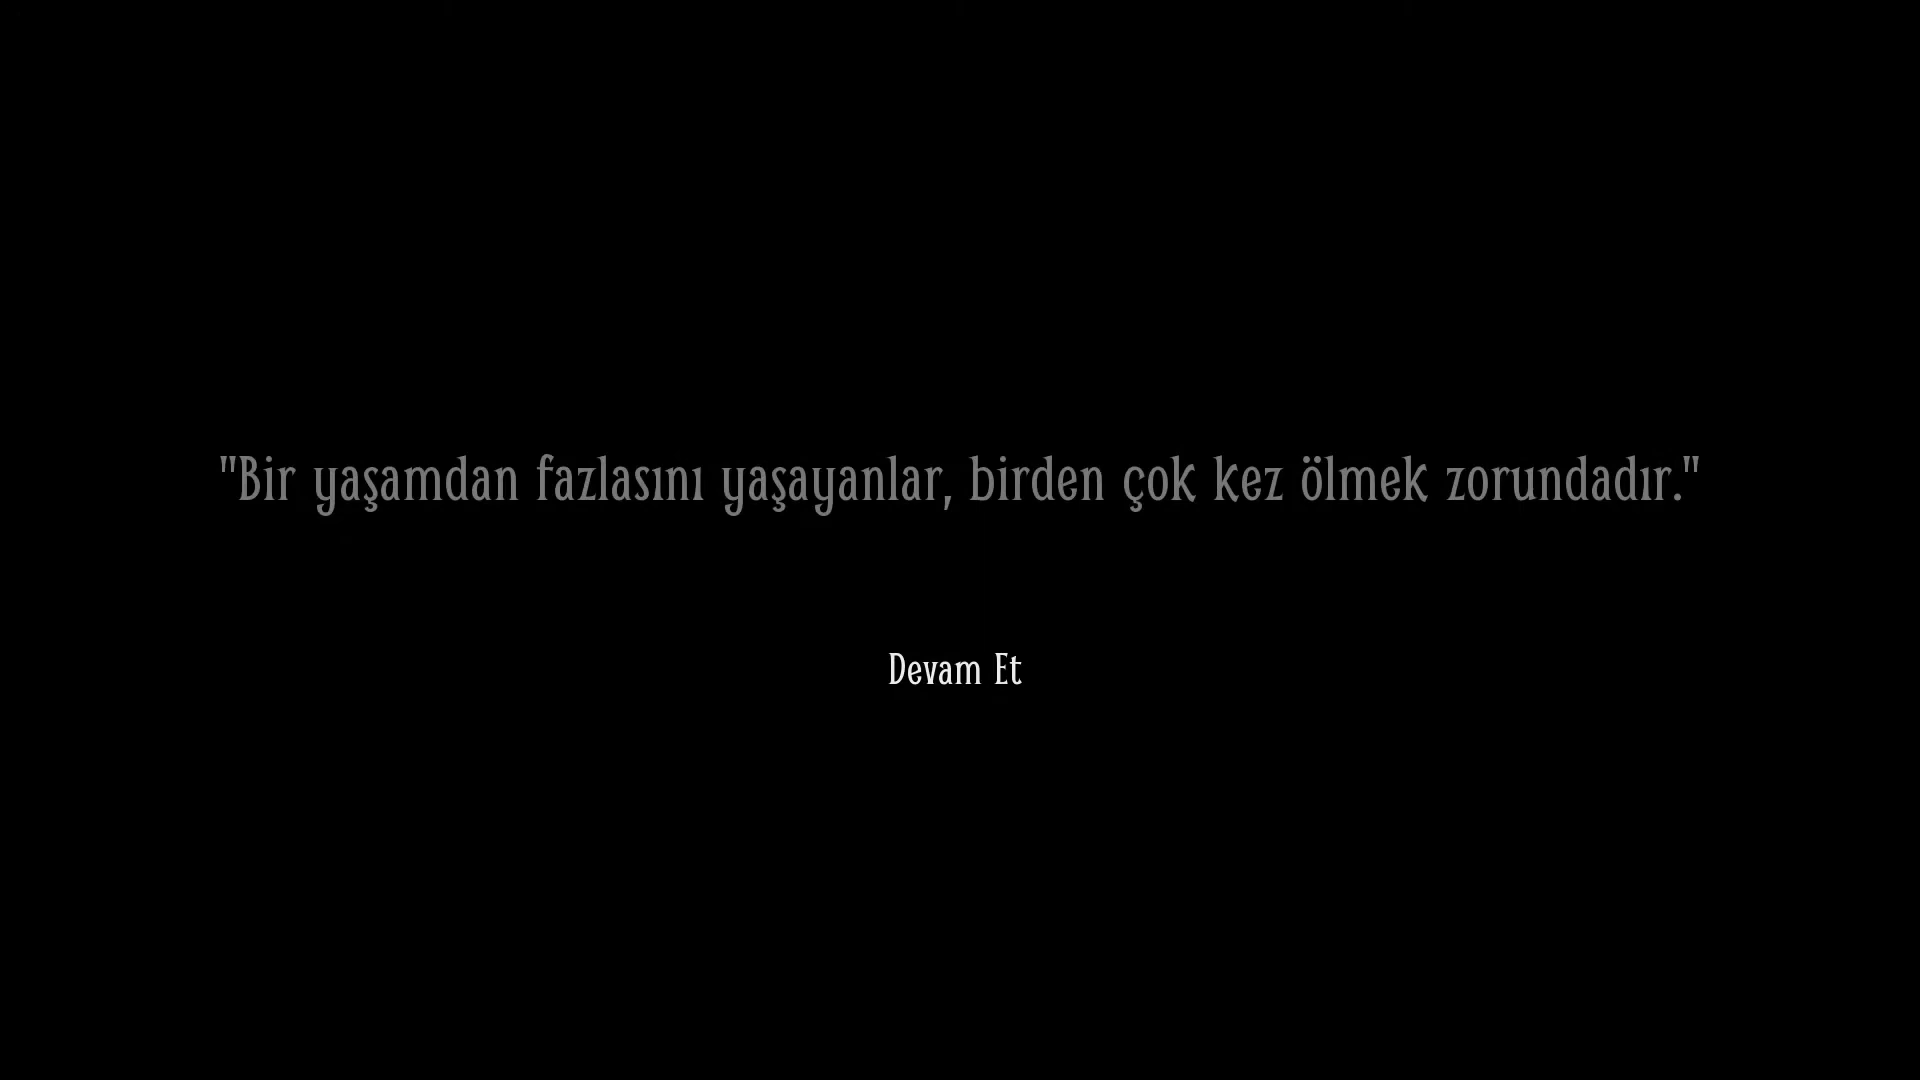 "Bir yaşamdan fazlasını yaşayanlar, birden çok kez ölmek zorundadır."
Devam Et